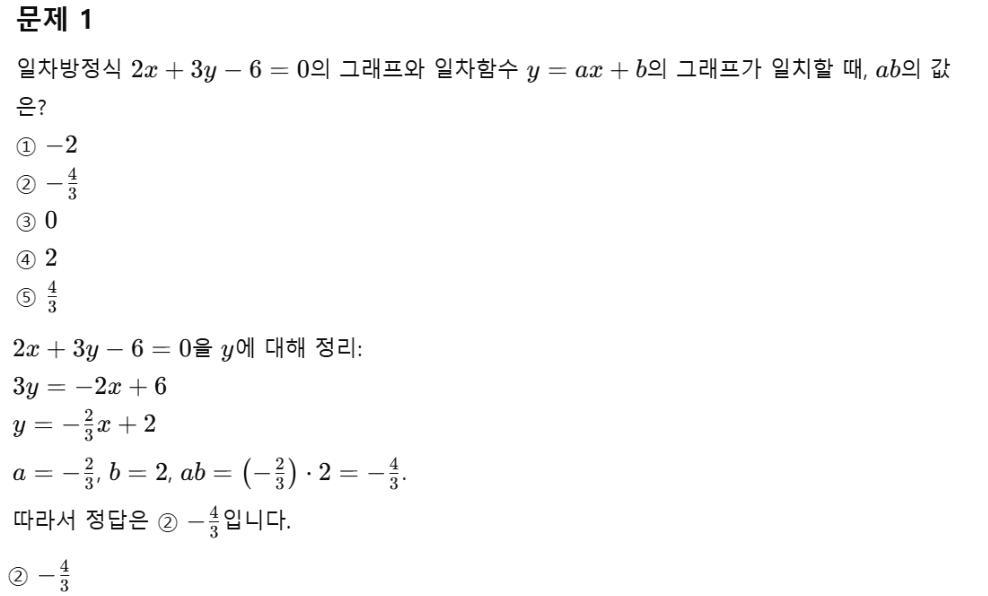 문제 1
일차방정식 2x + 3y − 6 = 0의 그래프와 일차함수 y = ax + b의 그래프가 일치할 때, ab의 값
은?
① −2
② −4/3
③ 0
④ 2
⑤ 4/3
2x + 3y − 6 = 0을 y에 대해 정리:
3y = −2x + 6
y = −2/3x + 2
a = −2/3, b = 2, ab = (−2/3) · 2 = −4/3.
따라서 정답은 ② −4/3입니다.
② −4/3